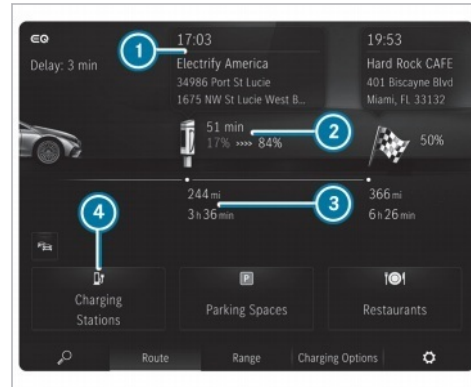 EQ
Delay: 3 min
17:03
Electrify America
34986 Port St Lucie
1675 NW St Lucie West B...
19:53
Hard Rock CAFE
401 Biscayne Blvd
Miami, FL 33132
1
51 min
17% »»» 84%
2
50%
244 mi
3 h 36 min
3
366 mi
6 h 26 min
4
Charging
Stations
P
Parking Spaces
Restaurants
Route
Range
Charging Options